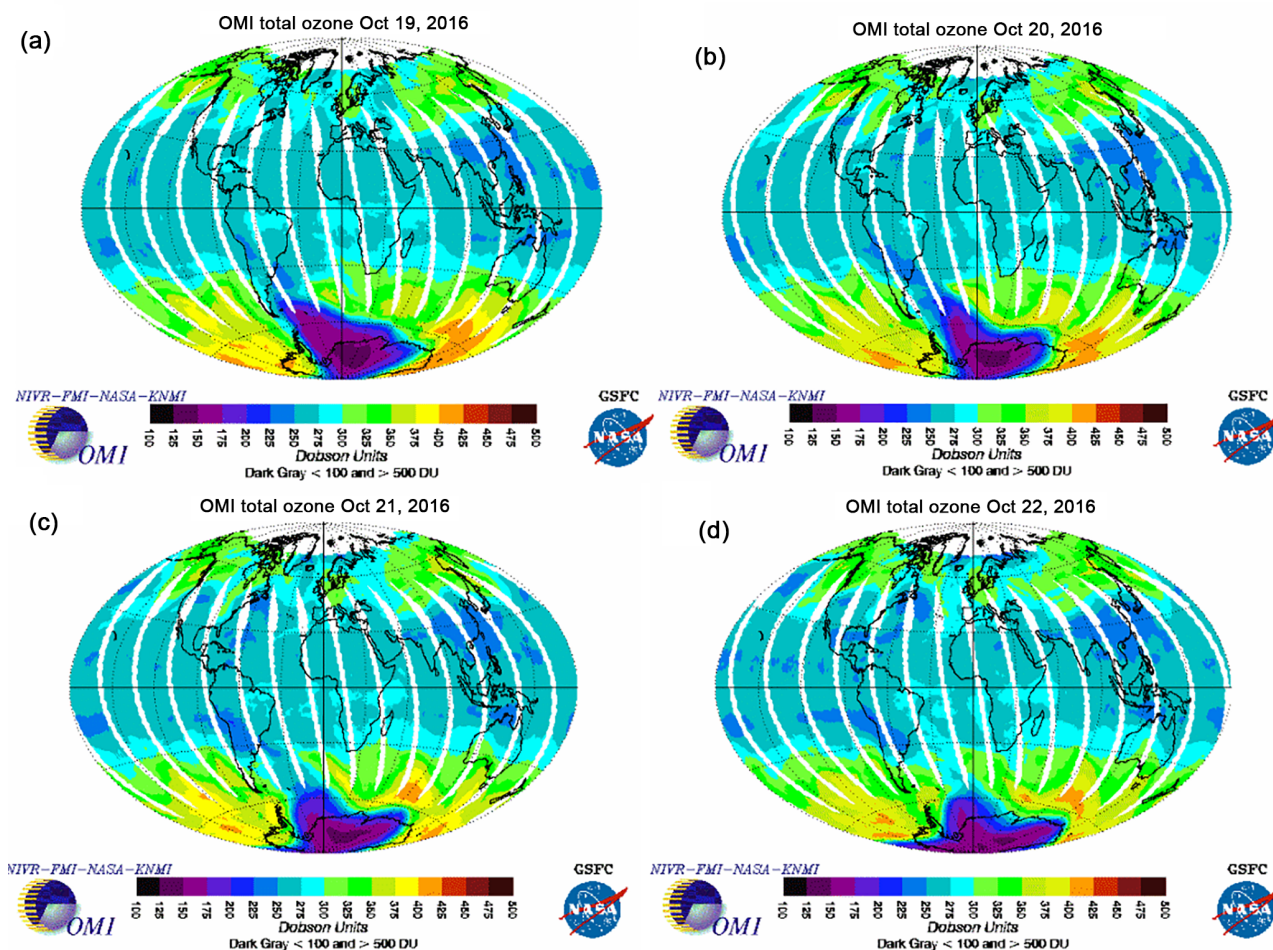 (a)
OMI total ozone Oct 19, 2016
NIVR-FMI-NASA-KNMI
OMI
GSFC
NASA
100 125 150 175 200 225 250 275 300 325 350 375 400 425 450 475 500
Dobson Units
Dark Gray < 100 and > 500 DU
(b)
OMI total ozone Oct 20, 2016
NIVR-FMI-NASA-KNMI
OMI
GSFC
NASA
100 125 150 175 200 225 250 275 300 325 350 375 400 425 450 475 500
Dobson Units
Dark Gray < 100 and > 500 DU
(c)
OMI total ozone Oct 21, 2016
NIVR-FMI-NASA-KNMI
OMI
GSFC
NASA
100 125 150 175 200 225 250 275 300 325 350 375 400 425 450 475 500
Dobson Units
Dark Gray < 100 and > 500 DU
(d)
OMI total ozone Oct 22, 2016
NIVR-FMI-NASA-KNMI
OMI
GSFC
NASA
100 125 150 175 200 225 250 275 300 325 350 375 400 425 450 475 500
Dobson Units
Dark Gray < 100 and > 500 DU